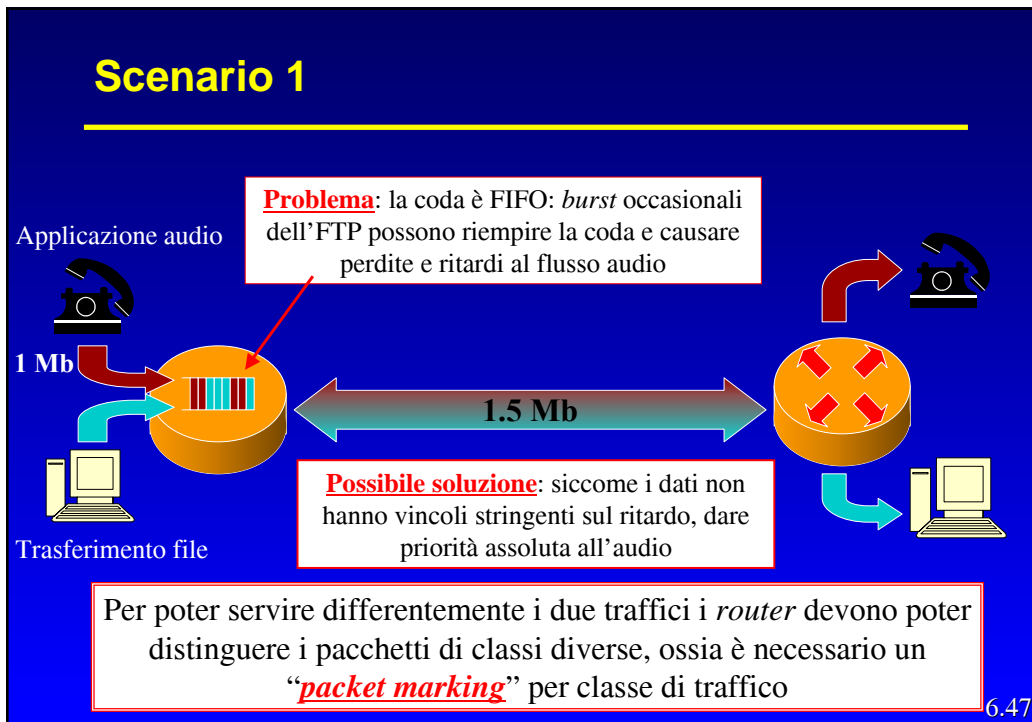 Scenario 1
Problema: la coda è FIFO: burst occasionali
dell'FTP possono riempire la coda e causare
perdite e ritardi al flusso audio
Applicazione audio
1 Mb
1.5 Mb
Possibile soluzione: siccome i dati non
hanno vincoli stringenti sul ritardo, dare
priorità assoluta all'audio
Trasferimento file
Per poter servire differentemente i due traffici i router devono poter
distinguere i pacchetti di classi diverse, ossia è necessario un
“packet marking” per classe di traffico
6.47